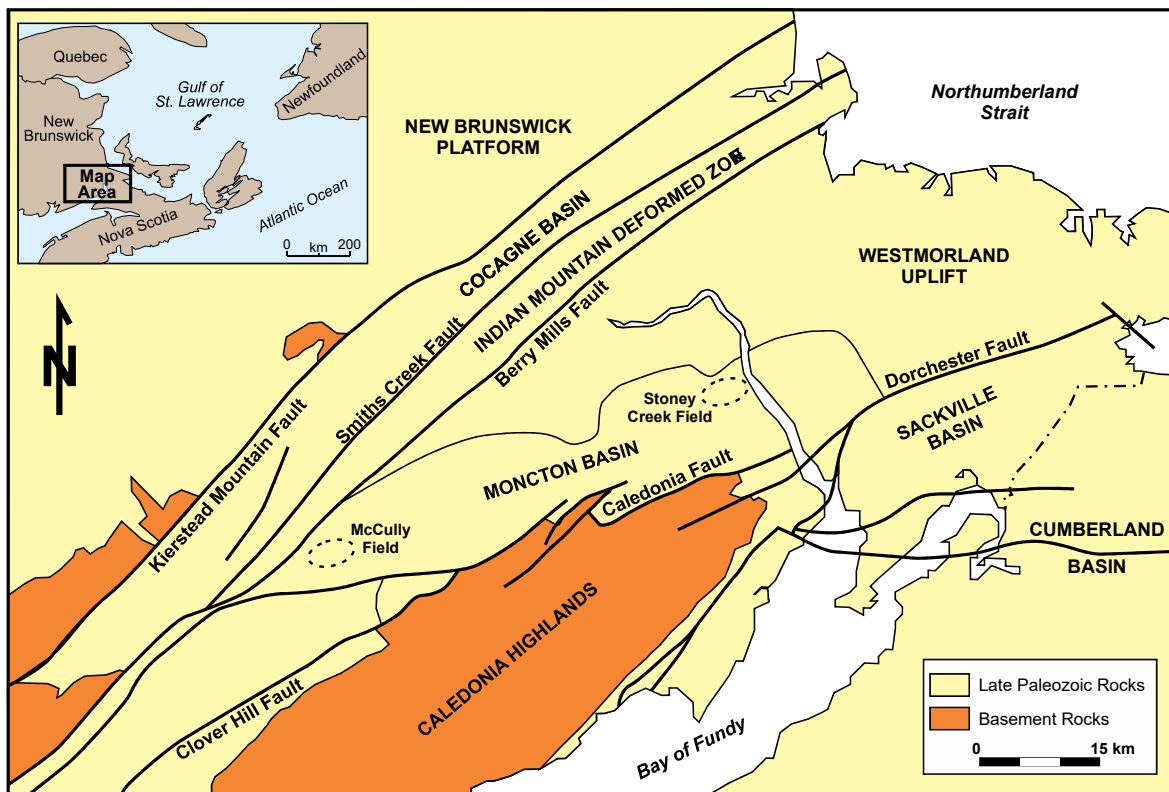 Quebec
Gulf of
St. Lawrence
Newfoundland
New
Brunswick
Map
Area
Nova Scotia
Atlantic Ocean
0 km 200
N
NEW BRUNSWICK
PLATFORM
Northumberland
Strait
COCAGNE BASIN
INDIAN MOUNTAIN DEFORMED
WESTMORLAND
UPLIFT
Smiths Creek Fault
Berry Mills Fault
Kierstead Mountain Fault
Dorchester Fault
Stoney
Creek Field
SACKVILLE
BASIN
MONCTON BASIN
Caledonia Fault
McCully
Field
CUMBERLAND
BASIN
CALEDONIA HIGHLANDS
Clover Hill Fault
Bay of Fundy
Late Paleozoic Rocks
Basement Rocks
0 15 km